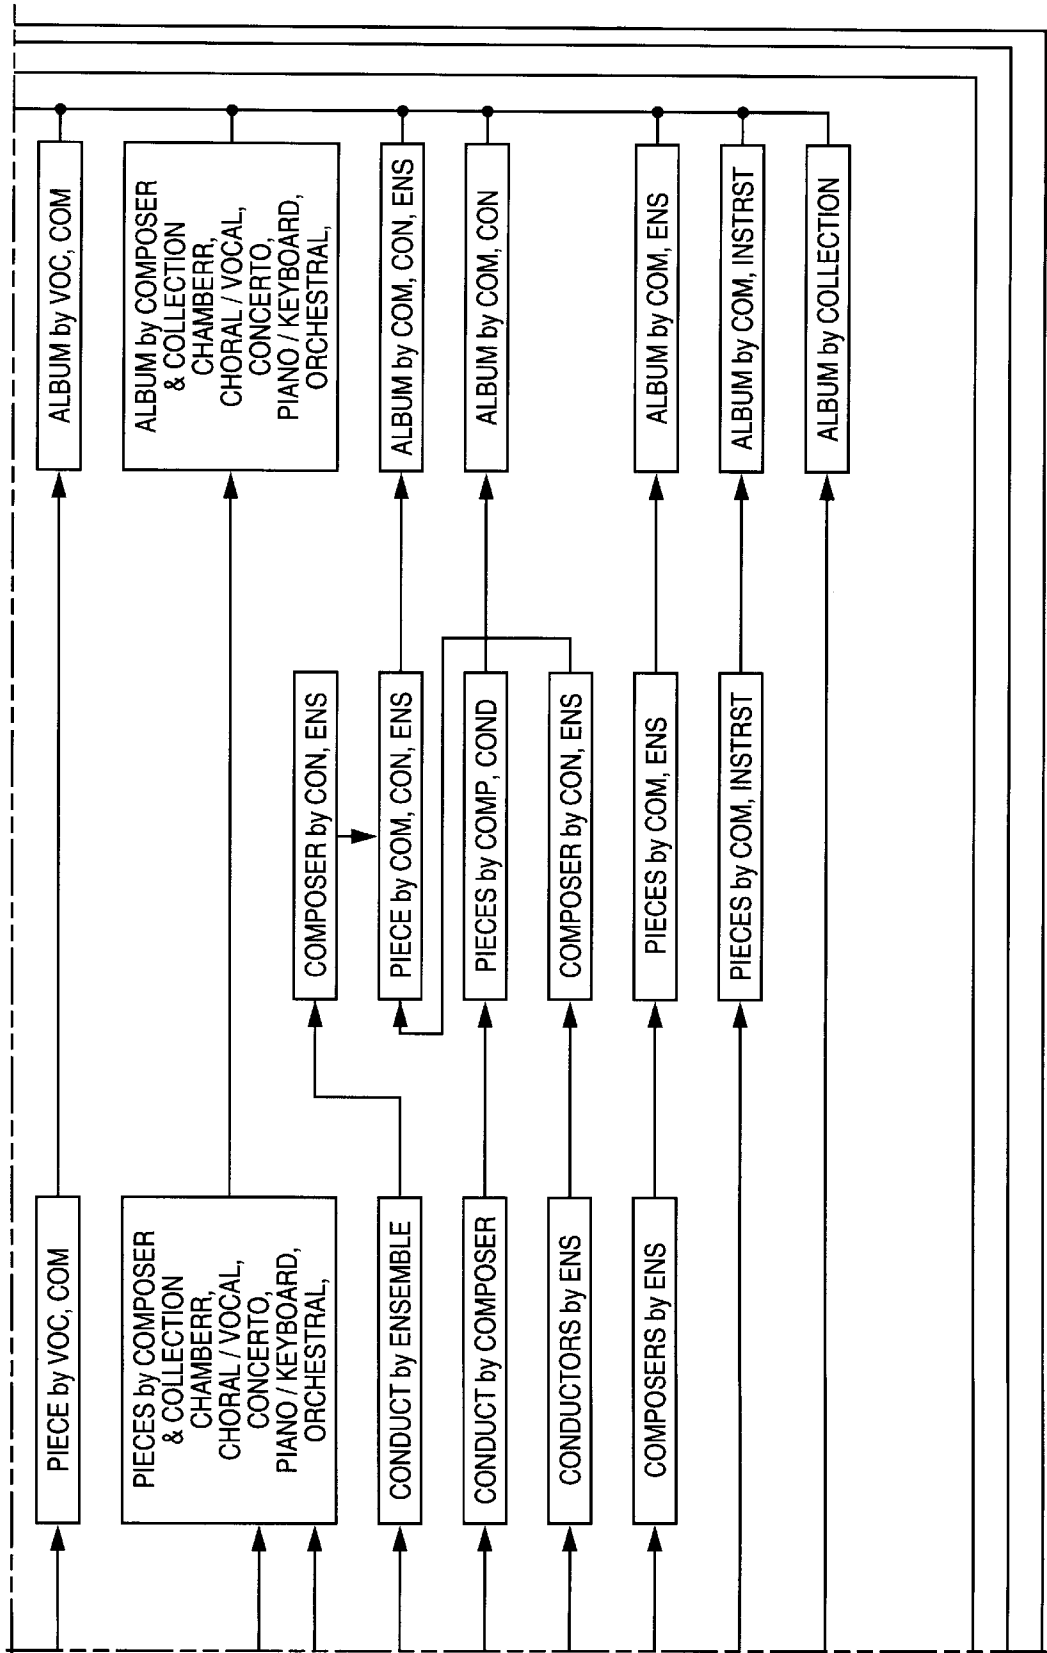 PIECE by VOC, COM
ALBUM by VOC, COM
PIECES by COMPOSER
& COLLECTION
CHAMBERR,
CHORAL / VOCAL,
CONCERTO,
PIANO / KEYBOARD,
ORCHESTRAL,
ALBUM by COMPOSER
& COLLECTION
CHAMBERR,
CHORAL / VOCAL,
CONCERTO,
PIANO / KEYBOARD,
ORCHESTRAL,
COMPOSER by CON, ENS
CONDUCT by ENSEMBLE
PIECE by COM, CON, ENS
ALBUM by COM, CON, ENS
CONDUCT by COMPOSER
PIECES by COMP, COND
ALBUM by COM, CON
CONDUCTORS by ENS
COMPOSER by CON, ENS
COMPOSERS by ENS
PIECES by COM, ENS
ALBUM by COM, ENS
PIECES by COM, INSTRST
ALBUM by COM, INSTRST
ALBUM by COLLECTION